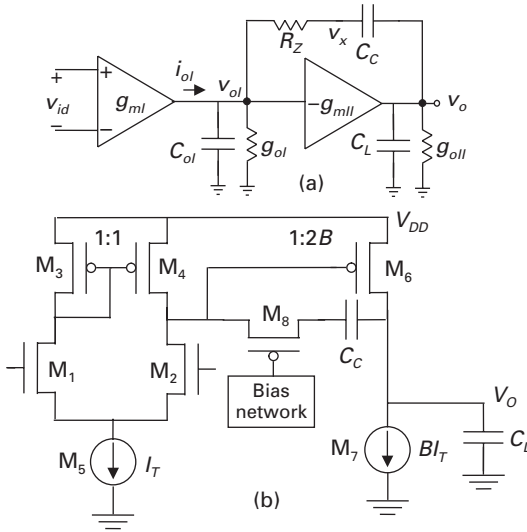 R_Z
v_x
C_C
+
+
v_id
−
−
g_mI
i_oI
v_oI
−g_mII
v_o
C_oI
g_oI
C_L
g_oII
(a)
V_DD
1:1
1:2B
M_3
M_4
M_6
M_8
C_C
M_1
M_2
Bias
network
V_O
C_L
M_5
I_T
M_7
BI_T
(b)